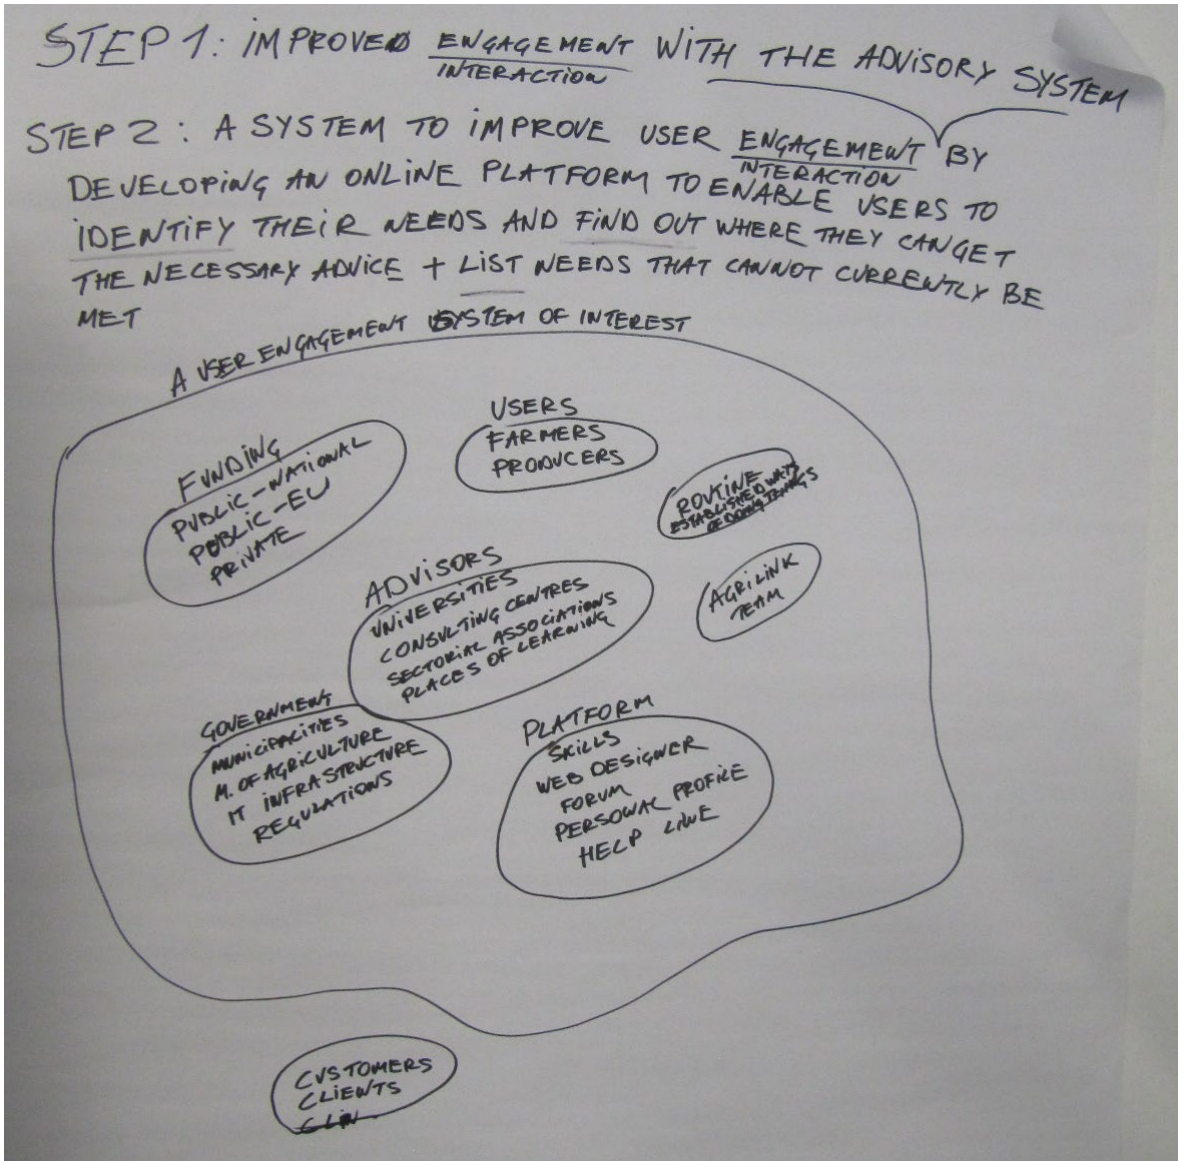 STEP 1: IMPROVED ENGAGEMENT WITH THE ADVISORY SYSTEM
INTERACTION
STEP 2: A SYSTEM TO IMPROVE USER ENGAGEMENT BY
INTERACTION
DEVELOPING AN ONLINE PLATFORM TO ENABLE USERS TO
IDENTIFY THEIR NEEDS AND FIND OUT WHERE THEY CAN GET
THE NECESSARY ADVICE + LIST NEEDS THAT CANNOT CURRENTLY BE
MET
A USER ENGAGEMENT SYSTEM OF INTEREST
USERS
FARMERS
PRODUCERS
FUNDING
PUBLIC-NATIONAL
PUBLIC-EU
PRIVATE
ROUTINE
ESTABLISHED WAYS
OF DOING THINGS
ADVISORS
UNIVERSITIES
CONSULTING CENTRES
SECTORIAL ASSOCIATIONS
PLACES OF LEARNING
AGRILINK
TEAM
GOVERNMENT
MUNICIPALITIES
M. OF AGRICULTURE
IT INFRASTRUCTURE
REGULATIONS
PLATFORM
SKILLS
WEB DESIGNER
FORUM
PERSONAL PROFILE
HELP LINE
CUSTOMERS
CLIENTS